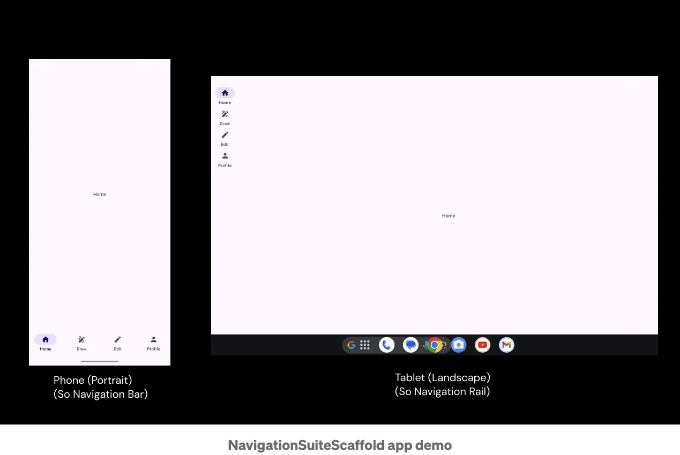 Home
Home
Draw
Edit
Profile
Home
Draw
Edit
Profile
Home
Phone (Portrait)
(So Navigation Bar)
Tablet (Landscape)
(So Navigation Rail)
NavigationSuiteScaffold app demo